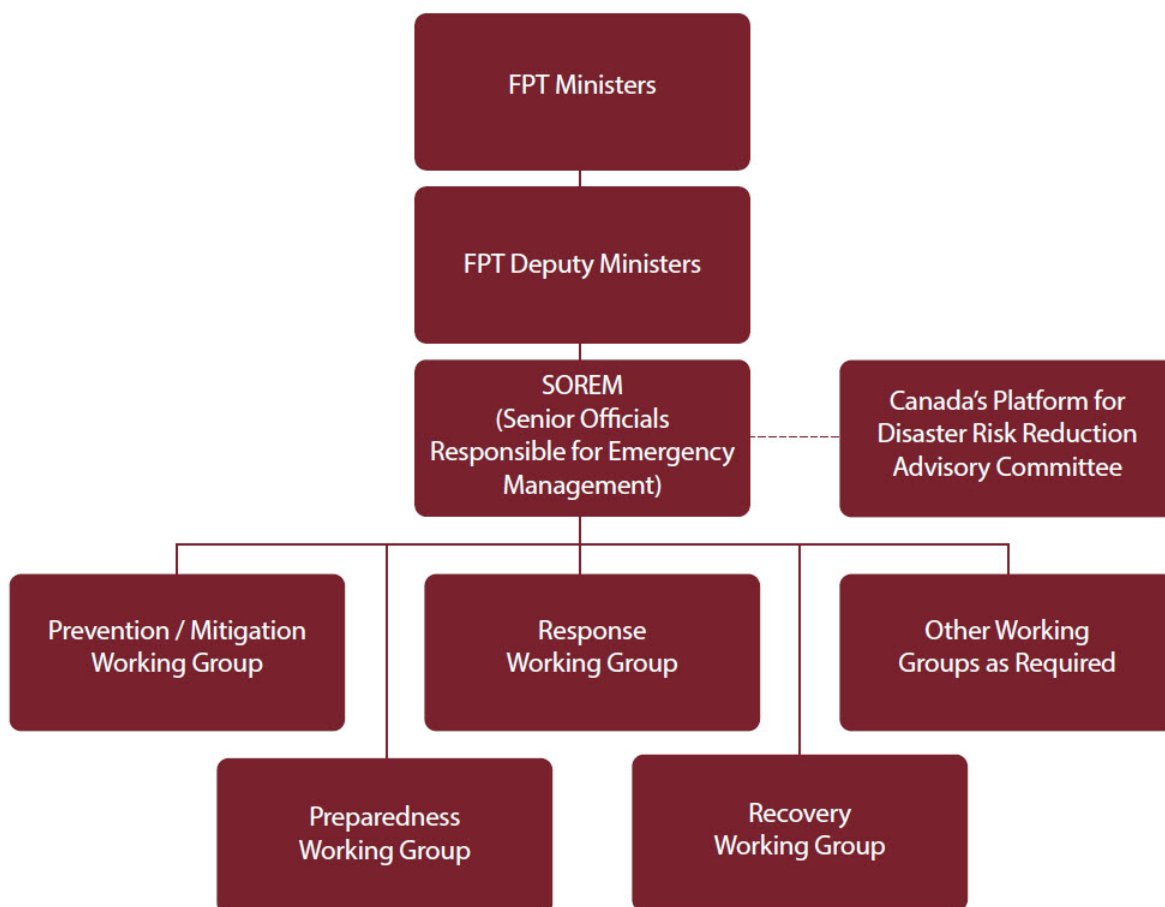 FPT Ministers
FPT Deputy Ministers
SOREM
(Senior Officials
Responsible for Emergency
Management)
Canada’s Platform for
Disaster Risk Reduction
Advisory Committee
Prevention / Mitigation
Working Group
Response
Working Group
Other Working
Groups as Required
Preparedness
Working Group
Recovery
Working Group